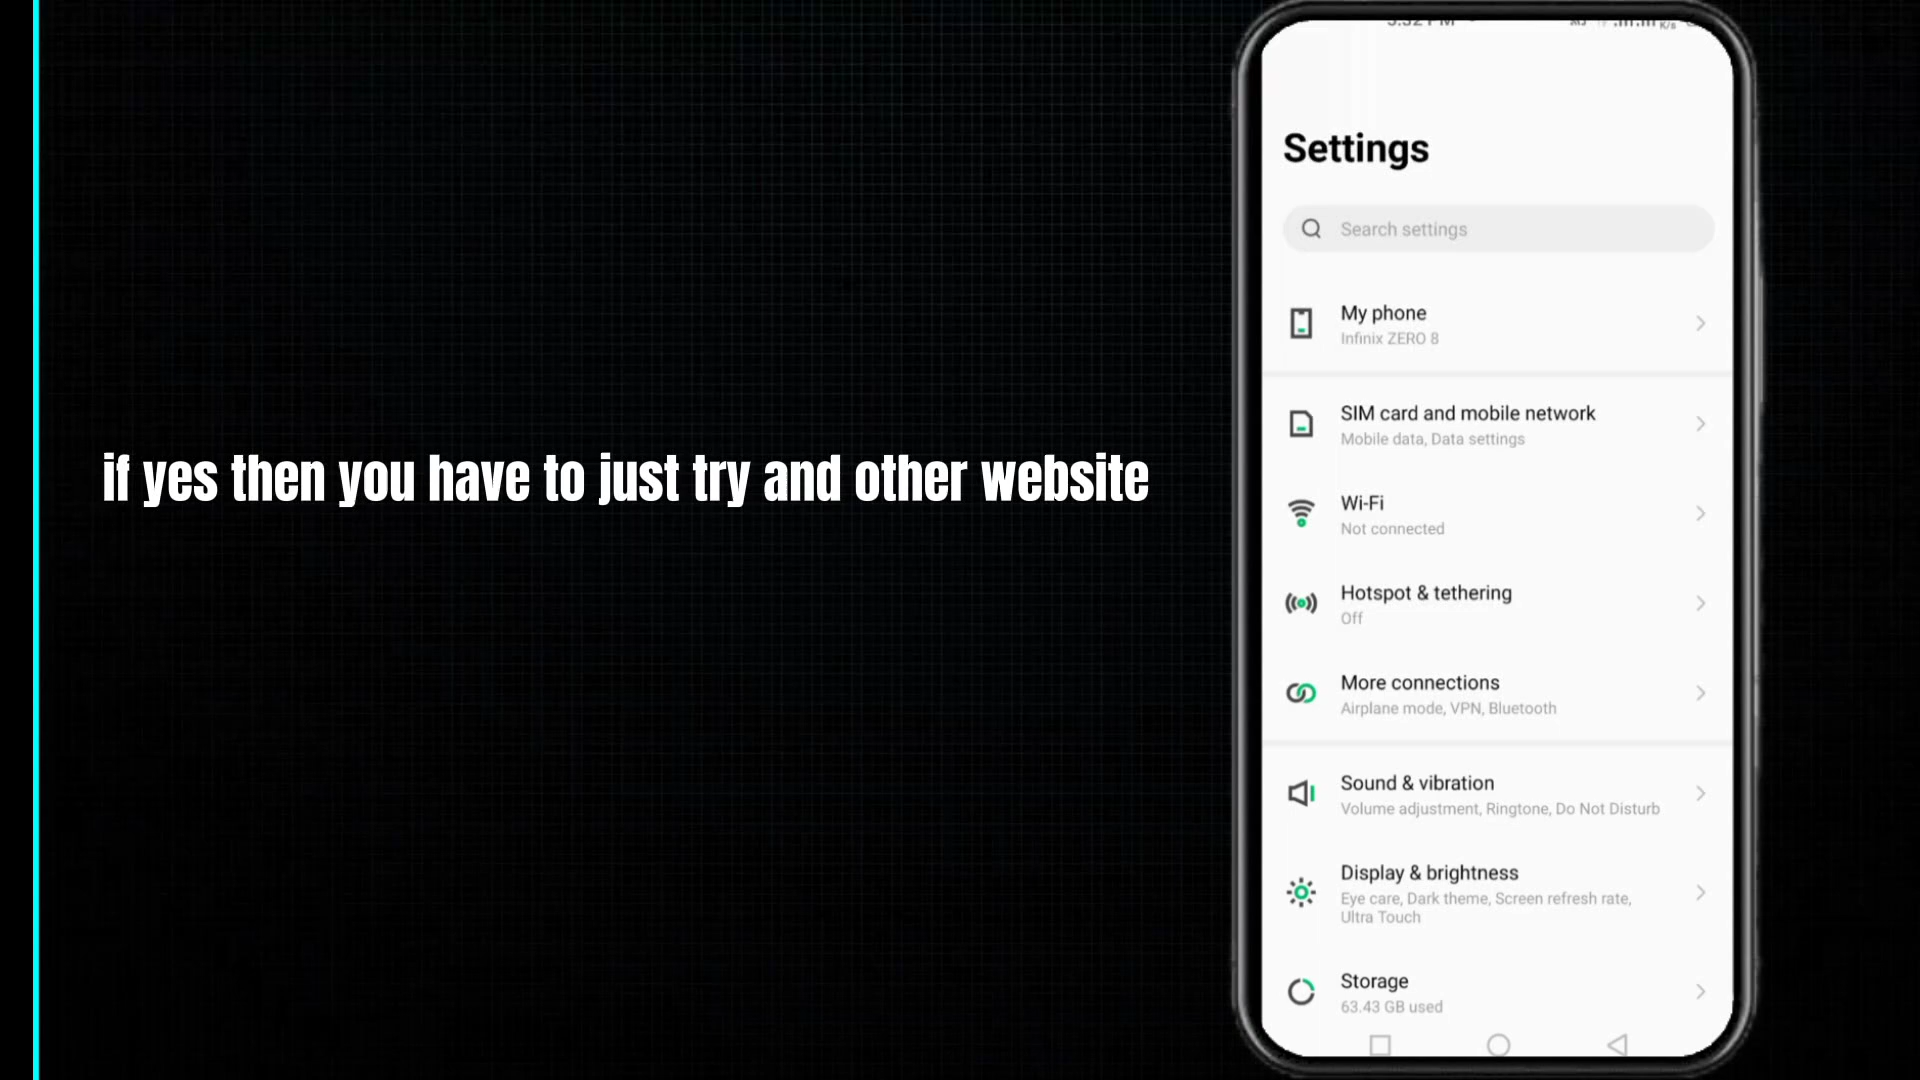 if yes then you have to just try and other website
Settings
Search settings
My phone
Infinix ZERO 8
SIM card and mobile network
Mobile data, Data settings
Wi-Fi
Not connected
Hotspot & tethering
Off
More connections
Airplane mode, VPN, Bluetooth
Sound & vibration
Volume adjustment, Ringtone, Do Not Disturb
Display & brightness
Eye care, Dark theme, Screen refresh rate,
Ultra Touch
Storage
63.43 GB used